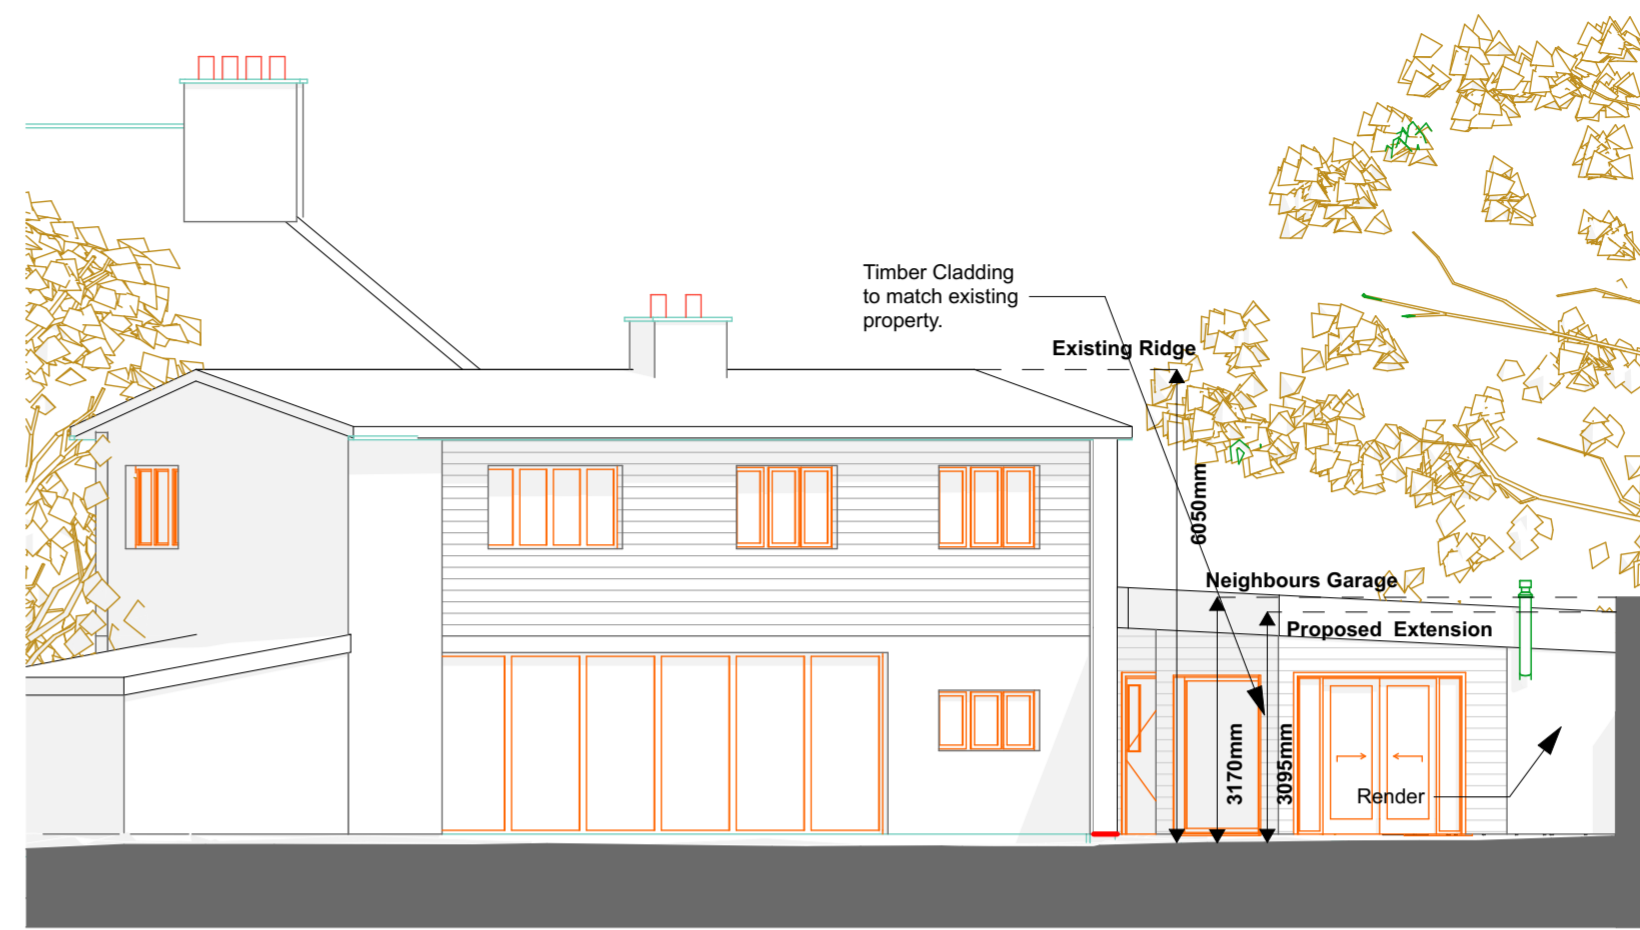 Timber Cladding
to match existing
property.
Existing Ridge
6050mm
Neighbours Garage
Proposed Extension
3170mm
3095mm
Render